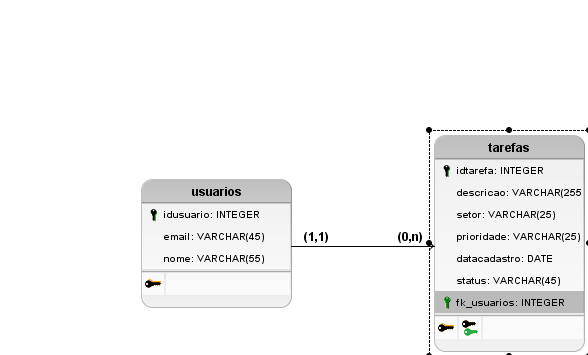 usuarios
idusuario: INTEGER
email: VARCHAR(45)
nome: VARCHAR(55)
(1,1)
(0,n)
tarefas
idtarefa: INTEGER
descricao: VARCHAR(255
setor: VARCHAR(25)
prioridade: VARCHAR(25)
datacadastro: DATE
status: VARCHAR(45)
fk_usuarios: INTEGER